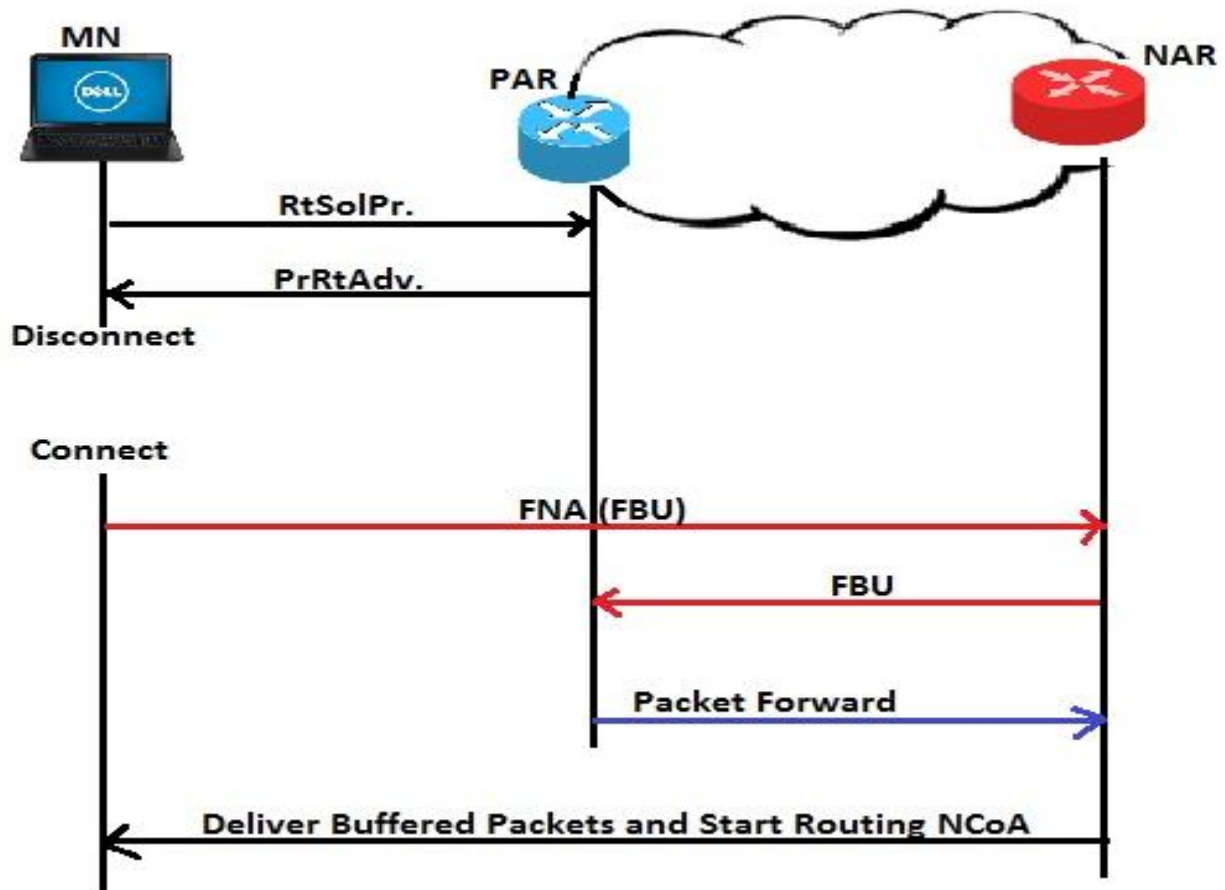 MN
DELL
PAR
NAR
RtSolPr.
PrRtAdv.
Disconnect
Connect
FNA (FBU)
FBU
Packet Forward
Deliver Buffered Packets and Start Routing NCoA